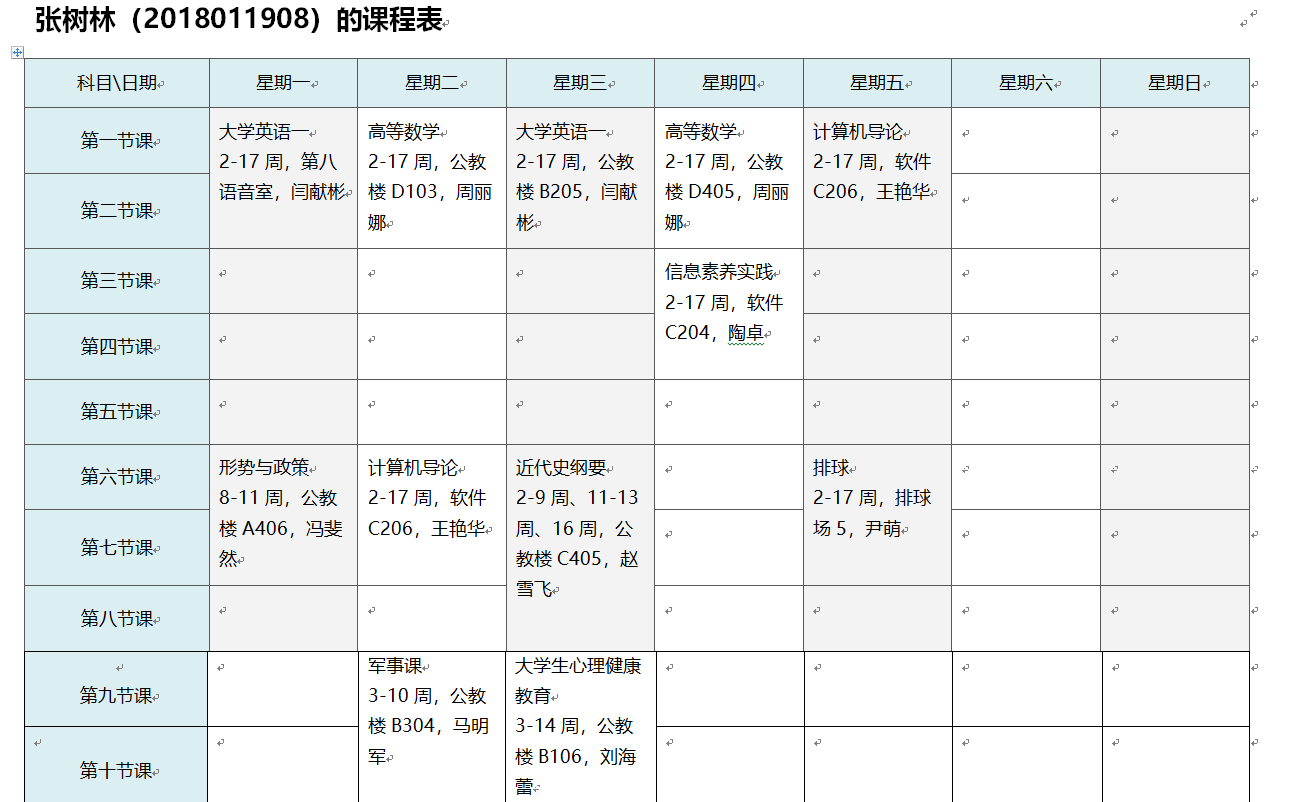 张树林（2018011908）的课程表
科目\日期 星期一 星期二 星期三 星期四 星期五 星期六 星期日
第一节课
第二节课
大学英语一
2-17 周，第八
语音室，闫献彬
高等数学
2-17 周，公教
楼 D103，周丽
娜
大学英语一
2-17 周，公教
楼 B205，闫献
彬
高等数学
2-17 周，公教
楼 D405，周丽
娜
计算机导论
2-17 周，软件
C206，王艳华
第三节课
第四节课
信息素养实践
2-17 周，软件
C204，陶卓
第五节课
第六节课
第七节课
第八节课
形势与政策
8-11 周，公教
楼 A406，冯斐
然
计算机导论
2-17 周，软件
C206，王艳华
近代史纲要
2-9 周、11-13
周、16 周，公
教楼 C405，赵
雪飞
排球
2-17 周，排球
场 5，尹萌
第九节课
第十节课
军事课
3-10 周，公教
楼 B304，马明
军
大学生心理健康
教育
3-14 周，公教
楼 B106，刘海
蕾